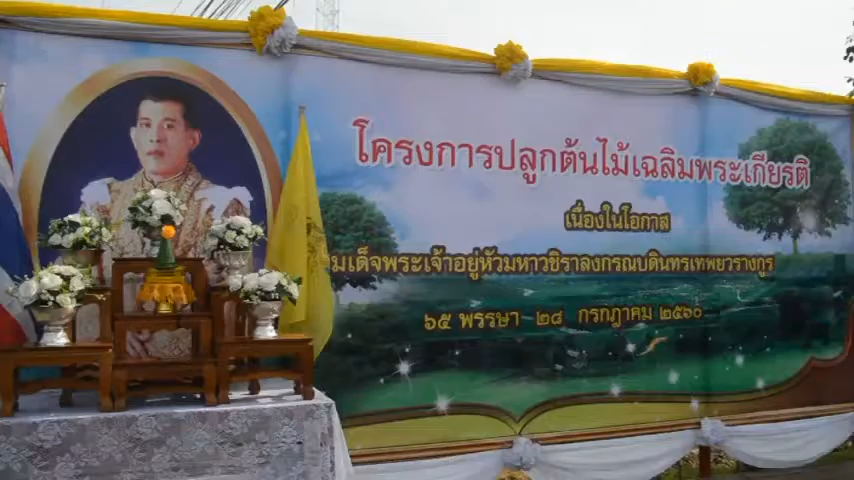 โครงการปลูกต้นไม้เฉลิมพระเกียรติ
เนื่องในโอกาส
มเด็จพระเจ้าอยู่หัวมหาวชิราลงกรณบดินทรเทพยวรางกูร
๖๕ พรรษา ๒๘ กรกฎาคม ๒๕๖๐